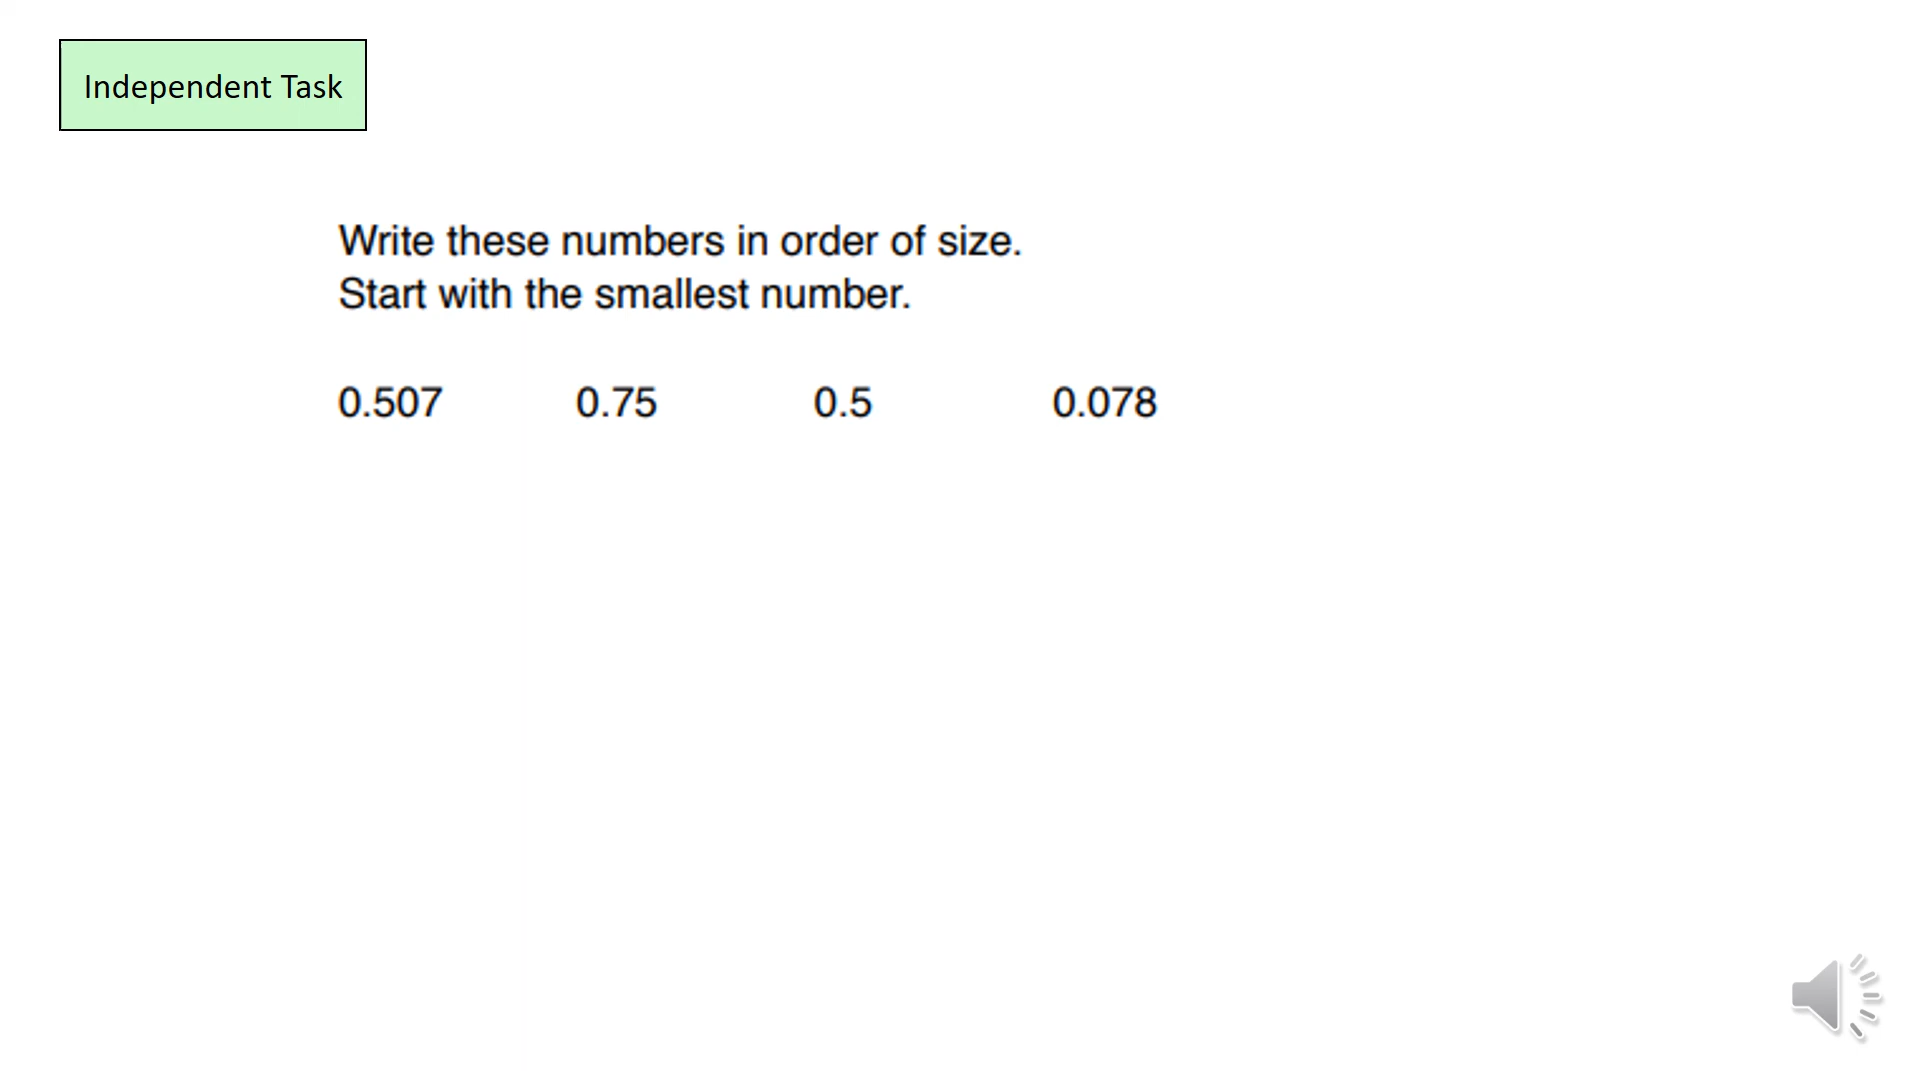 Independent Task
Write these numbers in order of size.
Start with the smallest number.
0.507 0.75 0.5 0.078